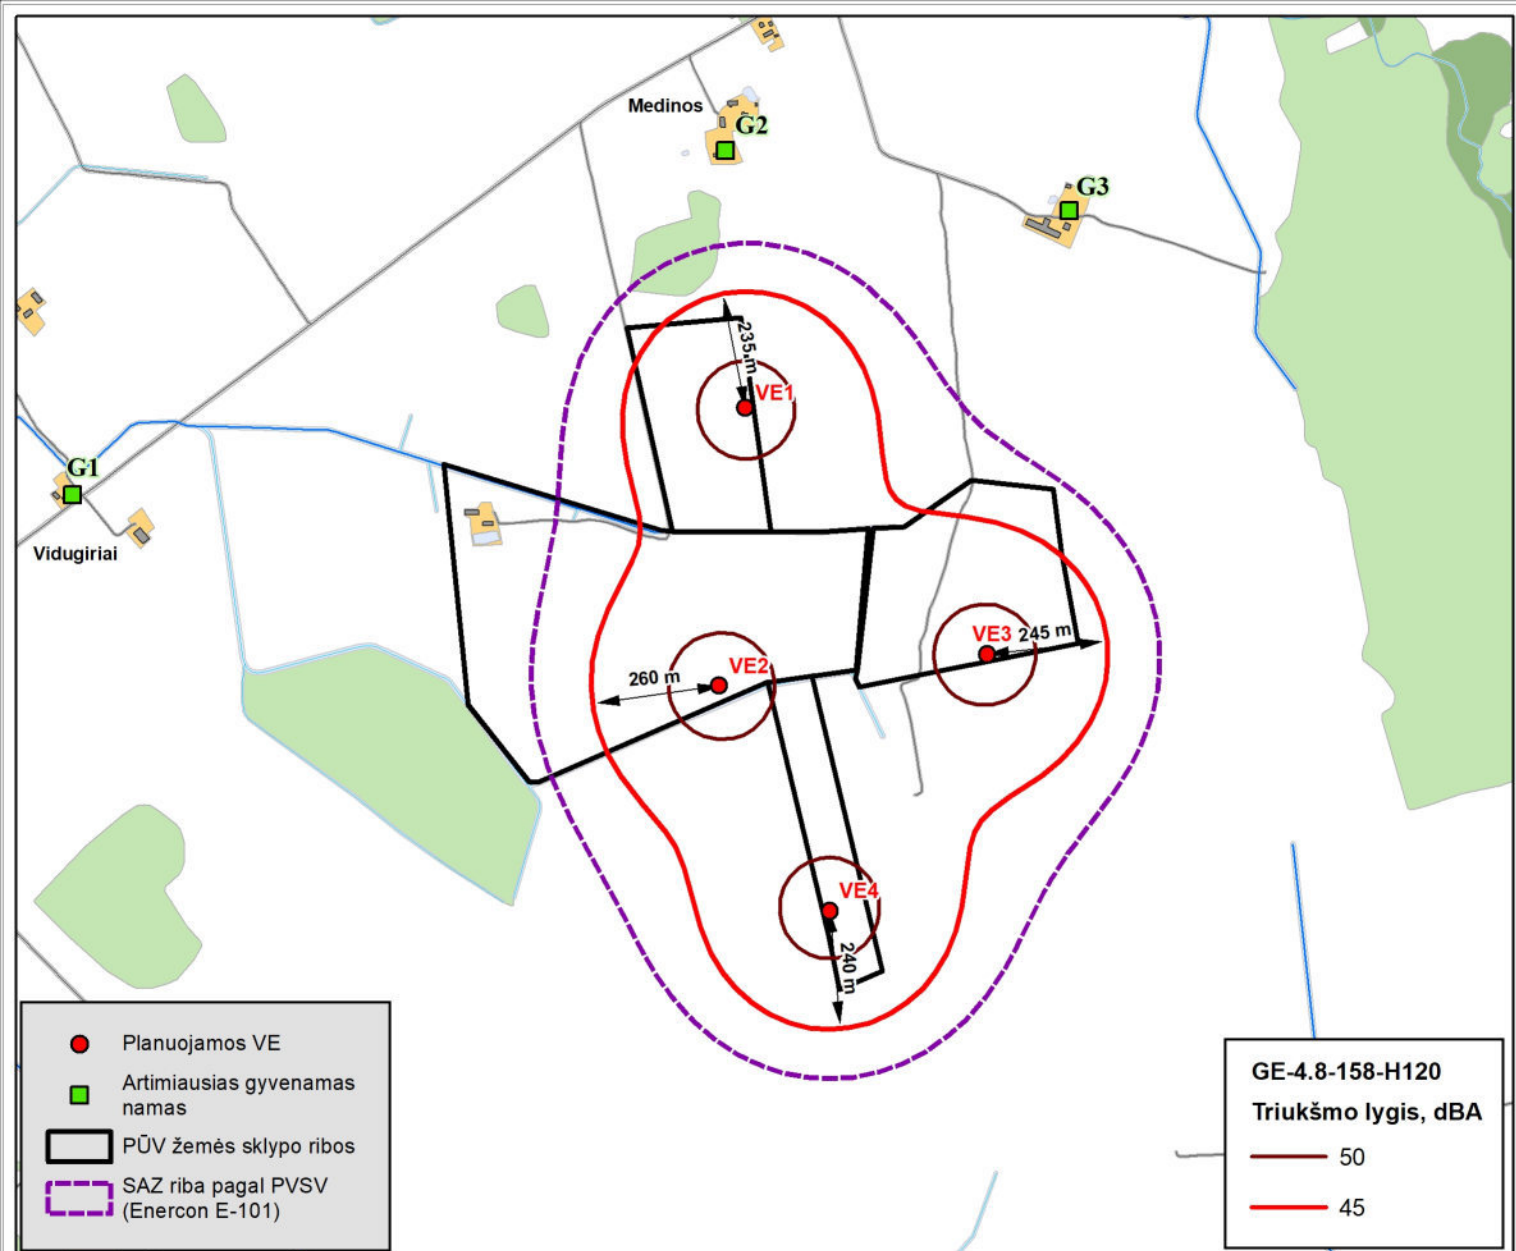 Medinos
G2
G3
235 m
VE1
G1
Vidugiriai
VE3
245 m
VE2
260 m
VE4
240 m
Planuojamos VE
Artimiausias gyvenamas
namas
PŪV žemės sklypo ribos
SAZ riba pagal PVSV
(Enercon E-101)
GE-4.8-158-H120
Triukšmo lygis, dBA
50
45